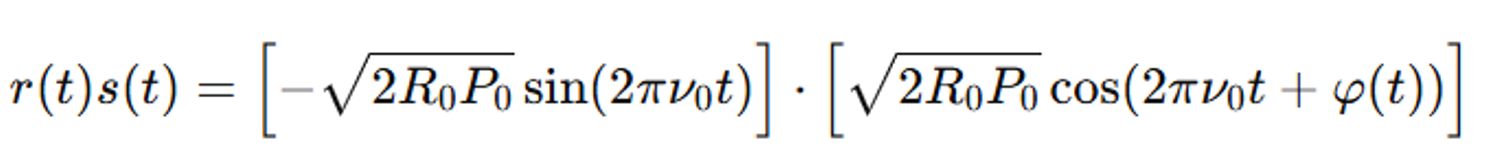 r(t)s(t) = [−√(2R₀P₀) sin(2πν₀t)] · [√(2R₀P₀) cos(2πν₀t + φ(t))]